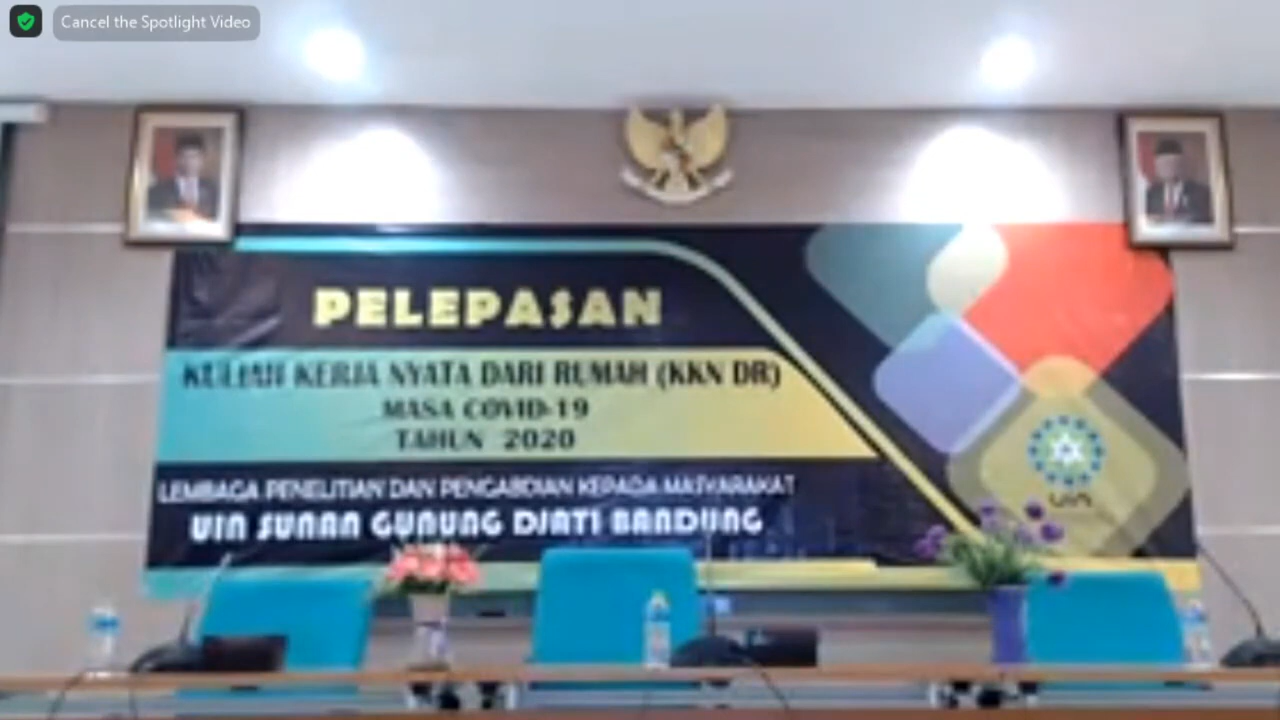 Cancel the Spotlight Video
PELEPASAN
KULIAH KERJA NYATA DARI RUMAH (KKN DR)
MASA COVID-19
TAHUN 2020
LEMBAGA PENELITIAN DAN PENGABDIAN KEPADA MASYARAKAT
UIN SUNAN GUNUNG DJATI BANDUNG
uin